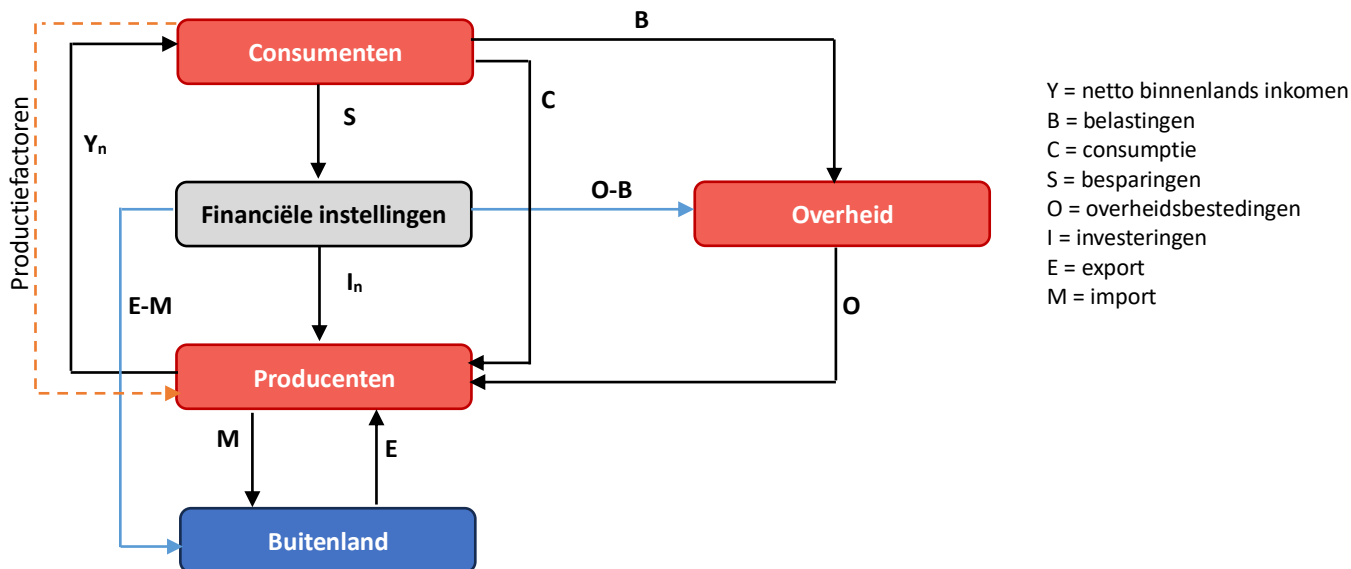 B
Consumenten
C
S
Productiefactoren
Yₙ
O-B
Financiële instellingen
Overheid
Iₙ
E-M
O
Producenten
M
E
Buitenland
Y = netto binnenlands inkomen
B = belastingen
C = consumptie
S = besparingen
O = overheidsbestedingen
I = investeringen
E = export
M = import